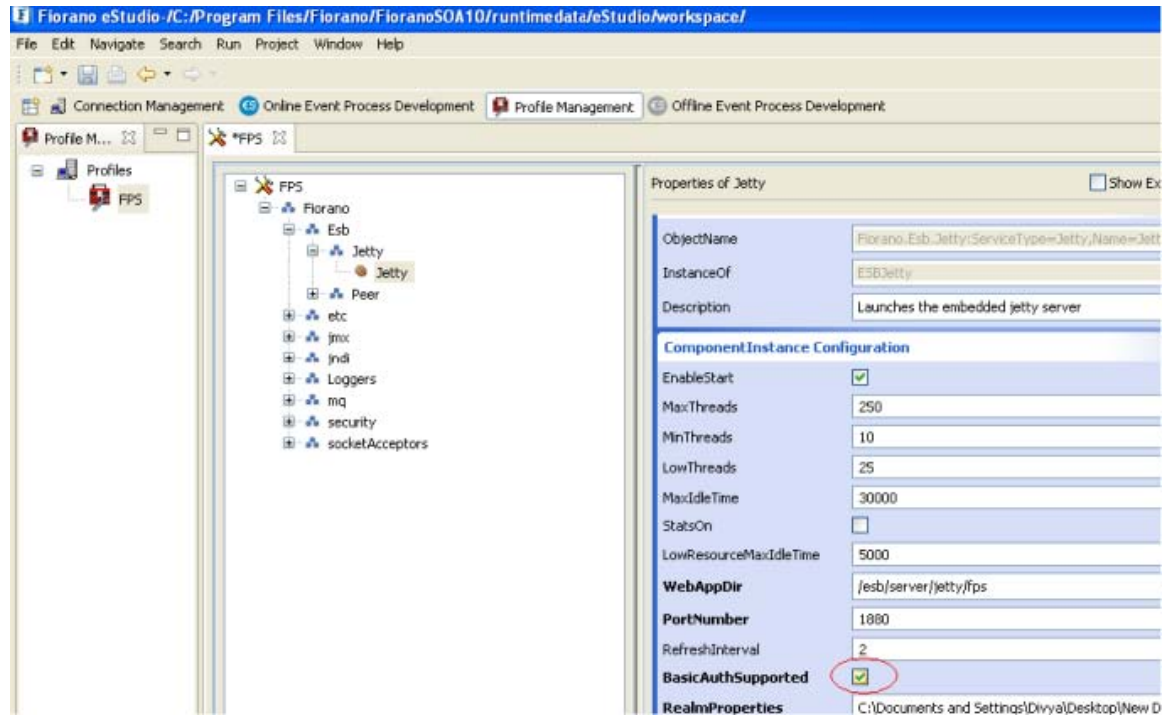 Fiorano eStudio-/C:/Program Files/Fiorano/FioranoSOA10/runtimedata/eStudio/workspace/
File Edit Navigate Search Run Project Window Help
Connection Management Online Event Process Development Profile Management Offline Event Process Development
Profile M... *FPS
Profiles
FPS
FPS
Fiorano
Esb
Jetty
Jetty
Peer
etc
jmx
jndi
Loggers
mq
security
socketAcceptors
Properties of Jetty Show Ex
ObjectName Fiorano.Esb.Jetty:ServiceType=Jetty,Name=Jett
InstanceOf ESBJetty
Description Launches the embedded jetty server
ComponentInstance Configuration
EnableStart
MaxThreads 250
MinThreads 10
LowThreads 25
MaxIdleTime 30000
StatsOn
LowResourceMaxIdleTime 5000
WebAppDir /esb/server/jetty/fps
PortNumber 1880
RefreshInterval 2
BasicAuthSupported
RealmProperties C:\Documents and Settings\Divya\Desktop\New D